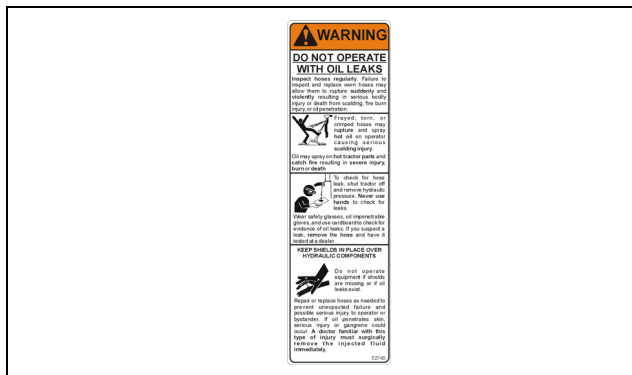 WARNING
DO NOT OPERATE
WITH OIL LEAKS
Inspect hoses regularly. Failure to
inspect and replace worn hoses may
allow them to rupture suddenly and
violently resulting in serious bodily
injury or death from scalding, fire burn
injury, or oil penetration.
Frayed, torn, or
crimped hoses may
rupture and spray
hot oil on operator
causing serious
scalding injury.
Oil may spray on hot tractor parts and
catch fire resulting in severe injury,
burn or death
To check for hose
leak, shut tractor off
and remove hydraulic
pressure. Never use
hands to check for
leaks.
Wear safety glasses, oil impenetrable
gloves, and use cardboard to check for
evidence of oil leaks. If you suspect a
leak, remove the hose and have it
tested at a dealer.
KEEP SHIELDS IN PLACE OVER
HYDRAULIC COMPONENTS
Do not operate
equipment if shields
are missing or if oil
leaks exist.
Repair or replace hoses as needed to
prevent unexpected failure and
possible serious injury to operator or
bystander. If oil penetrates skin,
serious injury or gangrene could
occur. A doctor familiar with this
type of injury must surgically
remove the injected fluid
immediately.
52740